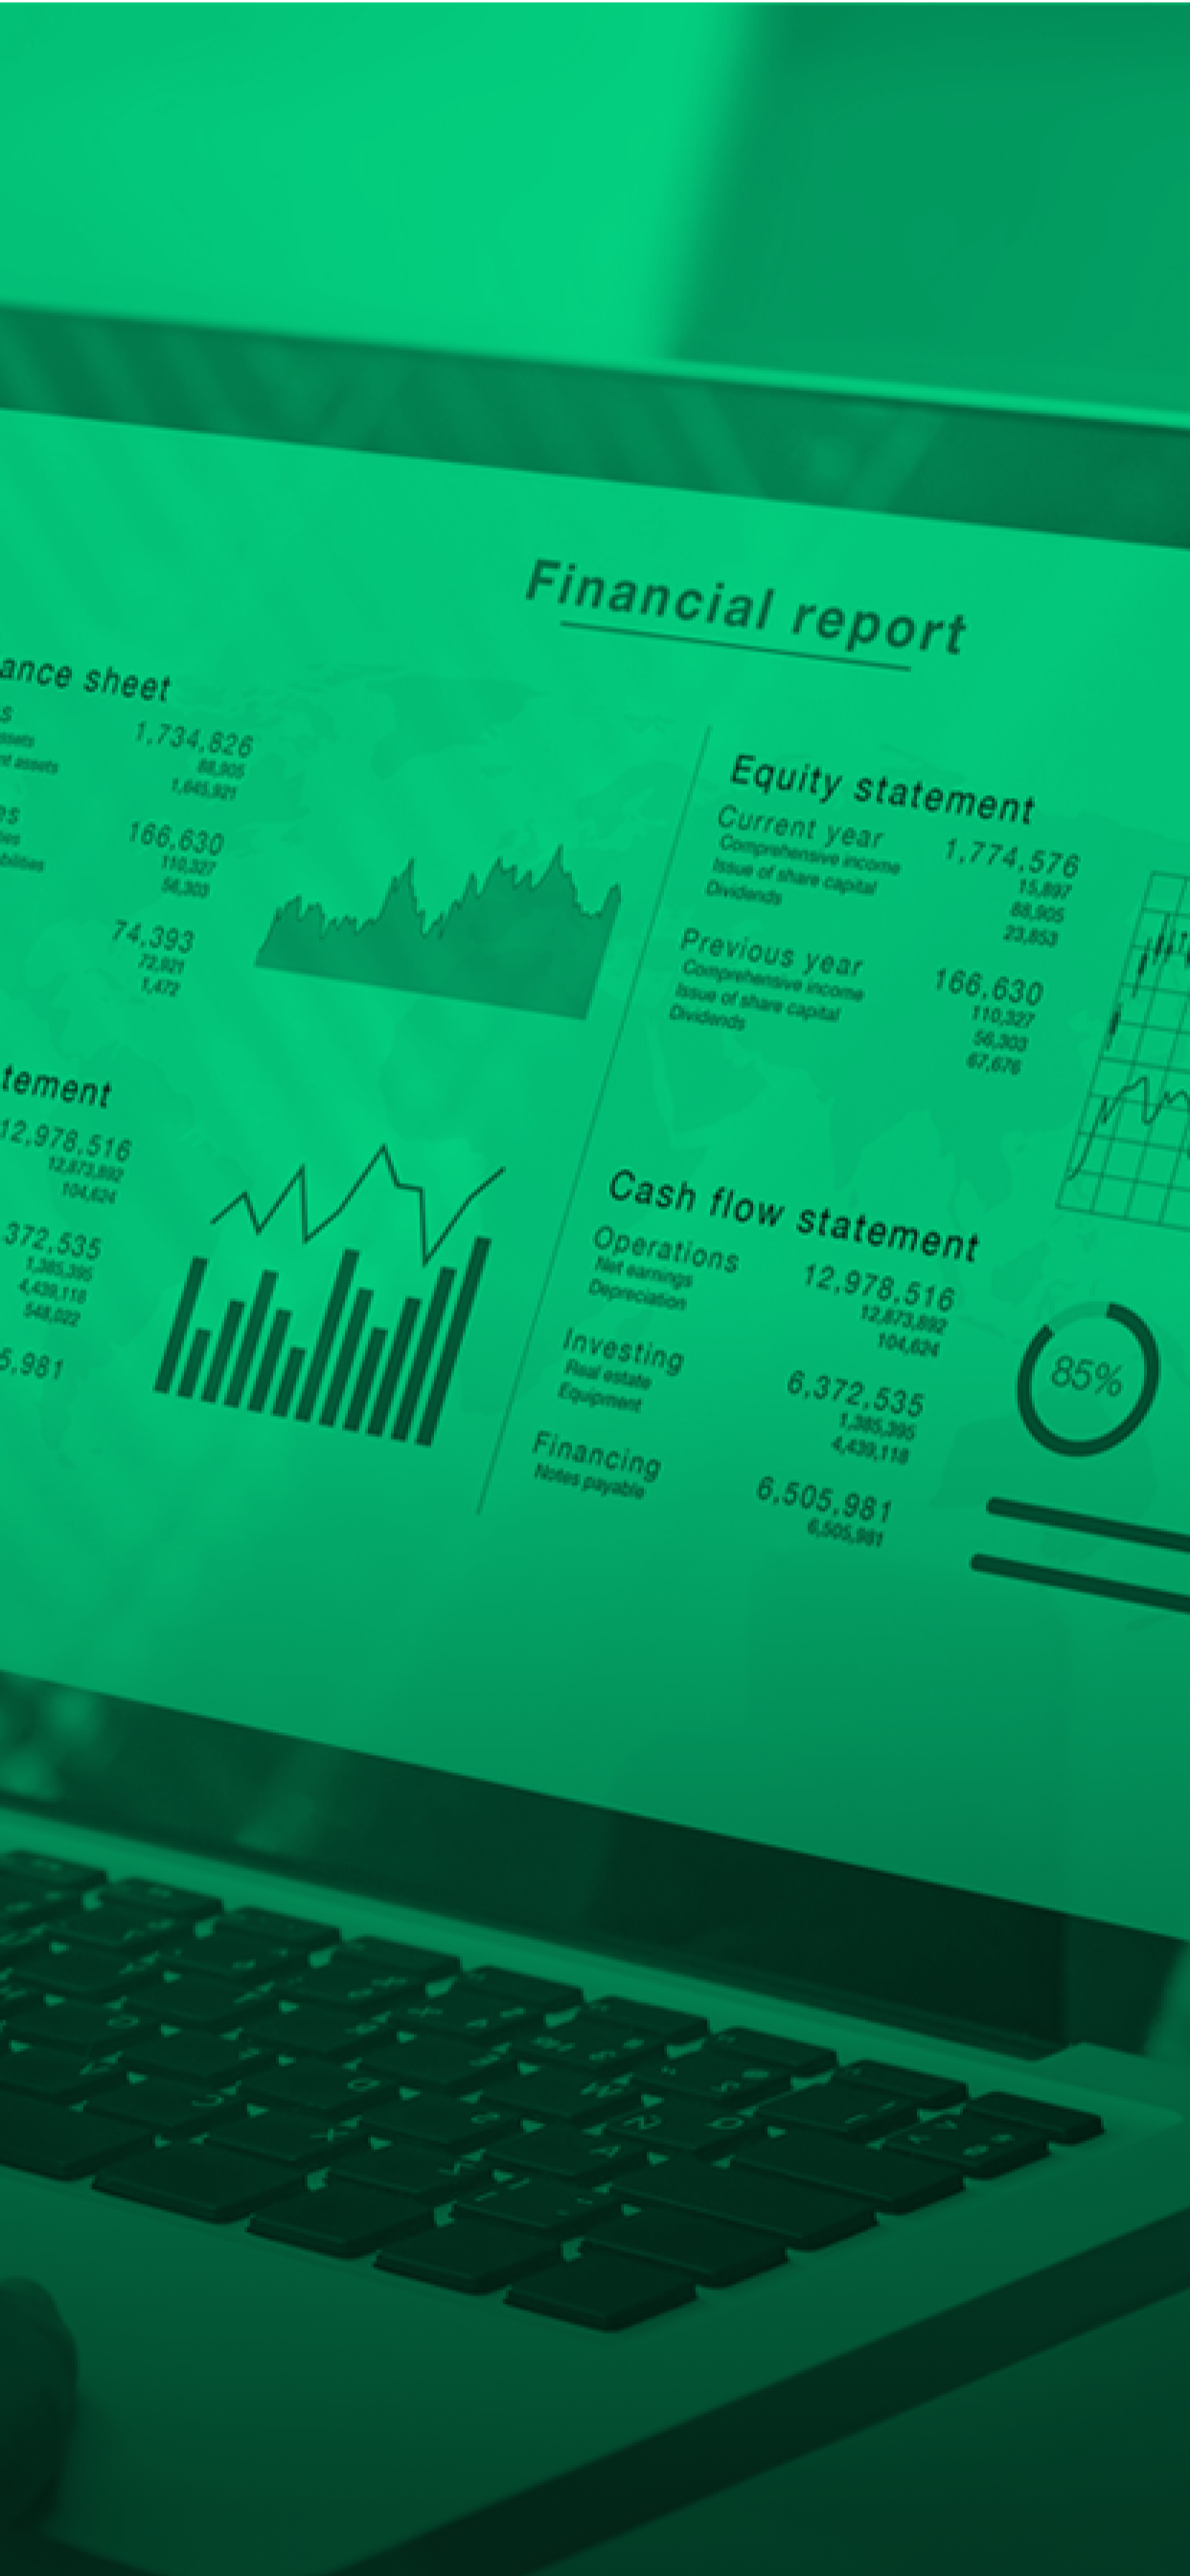 Financial report
ance sheet
s
ssets
nt assets
1,734,826
88,905
1,645,921
es
ies
bilities
166,630
110,327
56,303
74,393
72,921
1,472
tement
12,978,516
12,873,892
104,624
372,535
1,385,395
4,439,118
548,022
5,981
Equity statement
Current year 1,774,576
Comprehensive income 15,897
Issue of share capital 88,905
Dividends 23,853
Previous year 166,630
Comprehensive income 110,327
Issue of share capital 56,303
Dividends 67,676
Cash flow statement
Operations 12,978,516
Net earnings 12,873,892
Depreciation 104,624
Investing 6,372,535
Real estate 1,385,395
Equipment 4,439,118
Financing 6,505,981
Notes payable 6,505,981
85%